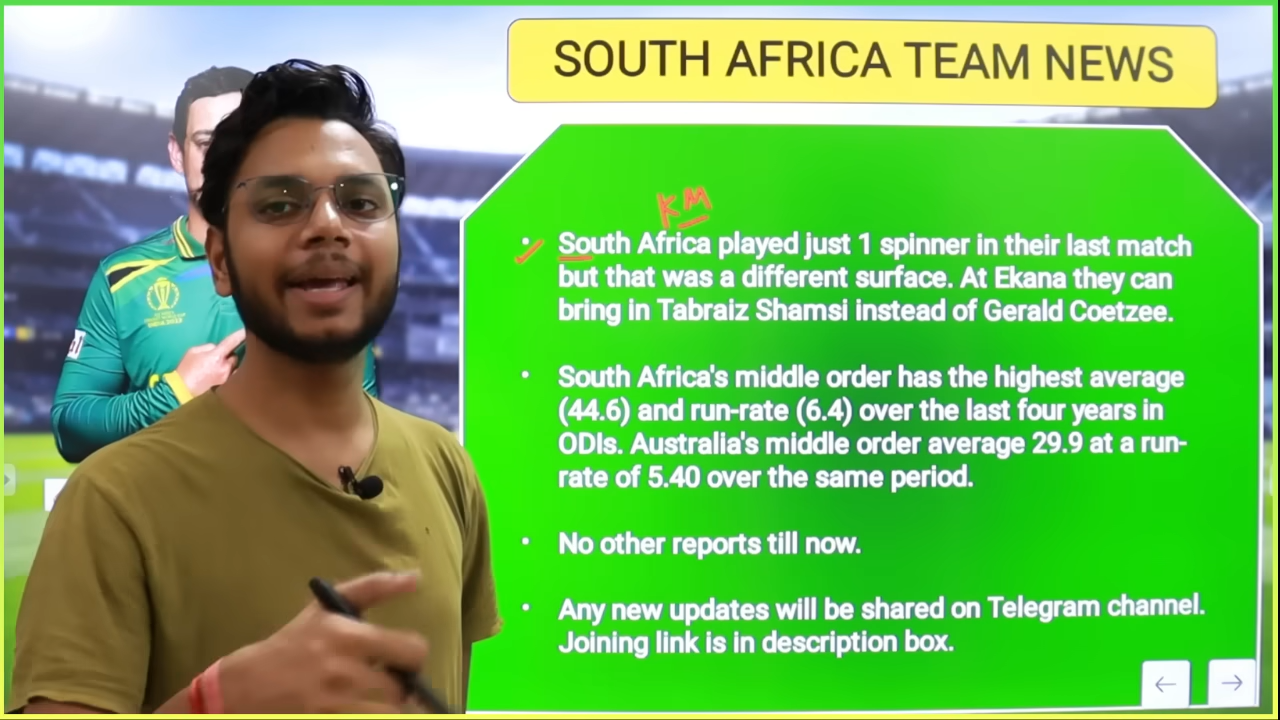 SOUTH AFRICA TEAM NEWS
KM
• South Africa played just 1 spinner in their last match
but that was a different surface. At Ekana they can
bring in Tabraiz Shamsi instead of Gerald Coetzee.
• South Africa's middle order has the highest average
(44.6) and run-rate (6.4) over the last four years in
ODIs. Australia's middle order average 29.9 at a run-
rate of 5.40 over the same period.
• No other reports till now.
• Any new updates will be shared on Telegram channel.
Joining link is in description box.